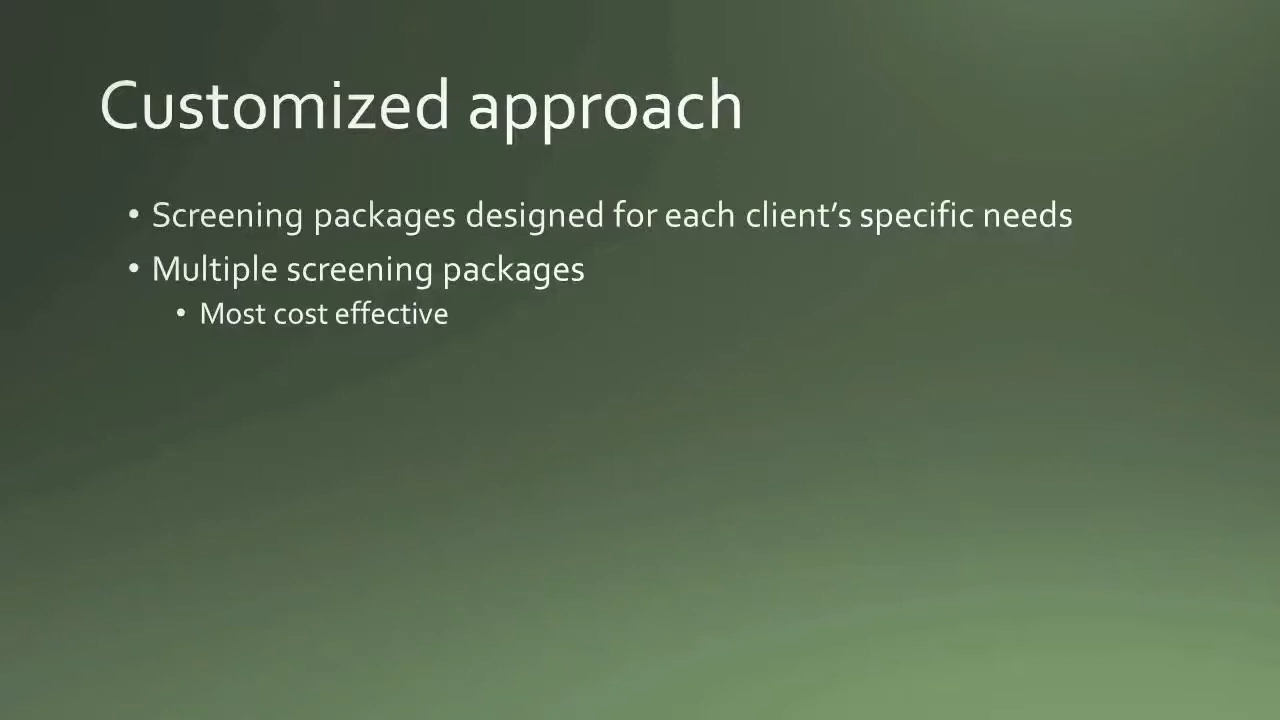 Customized approach
• Screening packages designed for each client’s specific needs
• Multiple screening packages
• Most cost effective